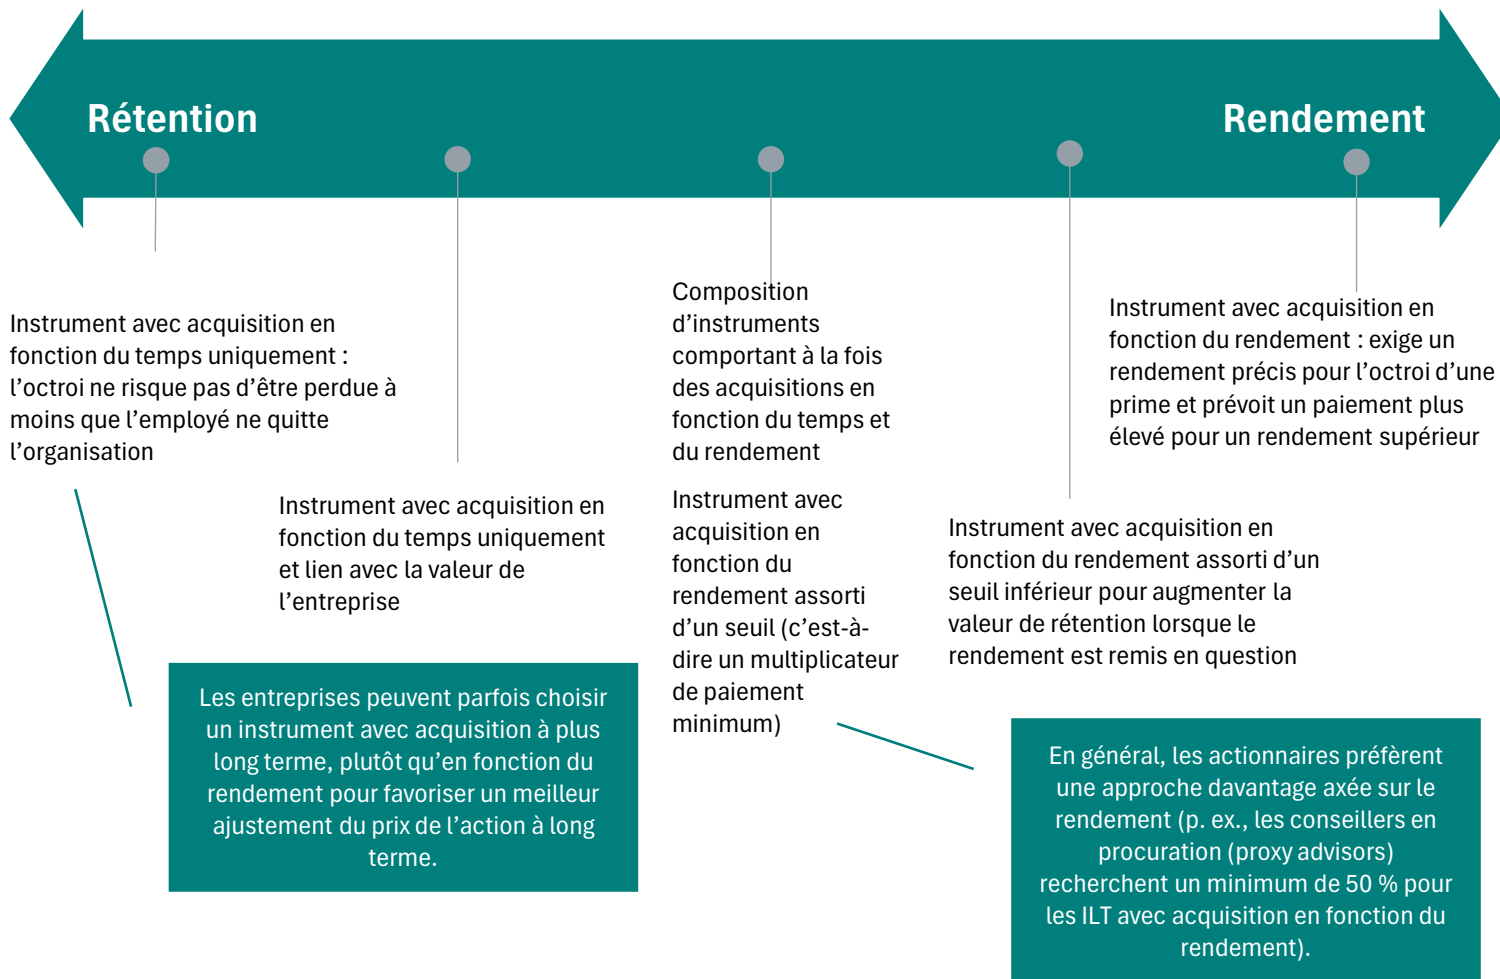 Rétention
Rendement
Instrument avec acquisition en
fonction du temps uniquement :
l’octroi ne risque pas d’être perdue à
moins que l’employé ne quitte
l’organisation
Instrument avec acquisition en
fonction du temps uniquement
et lien avec la valeur de
l’entreprise
Composition
d’instruments
comportant à la fois
des acquisitions en
fonction du temps et
du rendement
Instrument avec
acquisition en
fonction du
rendement assorti
d’un seuil (c’est-à-
dire un multiplicateur
de paiement
minimum)
Instrument avec acquisition en
fonction du rendement assorti d’un
seuil inférieur pour augmenter la
valeur de rétention lorsque le
rendement est remis en question
Instrument avec acquisition en
fonction du rendement : exige un
rendement précis pour l’octroi d’une
prime et prévoit un paiement plus
élevé pour un rendement supérieur
Les entreprises peuvent parfois choisir
un instrument avec acquisition à plus
long terme, plutôt qu’en fonction du
rendement pour favoriser un meilleur
ajustement du prix de l’action à long
terme.
En général, les actionnaires préfèrent
une approche davantage axée sur le
rendement (p. ex., les conseillers en
procuration (proxy advisors)
recherchent un minimum de 50 % pour
les ILT avec acquisition en fonction du
rendement).